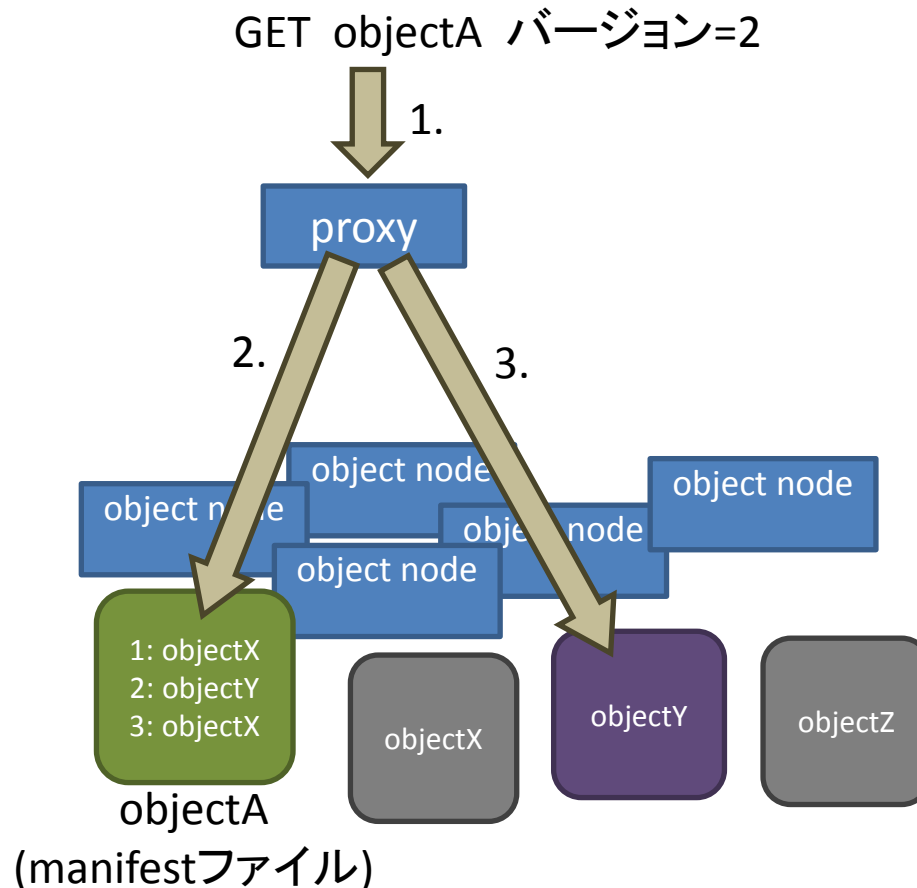 GET objectA バージョン=2
1.
proxy
2.
3.
object node
object node
object node
object node
object node
1: objectX
2: objectY
3: objectX
objectX
objectY
objectZ
objectA
(manifestファイル)